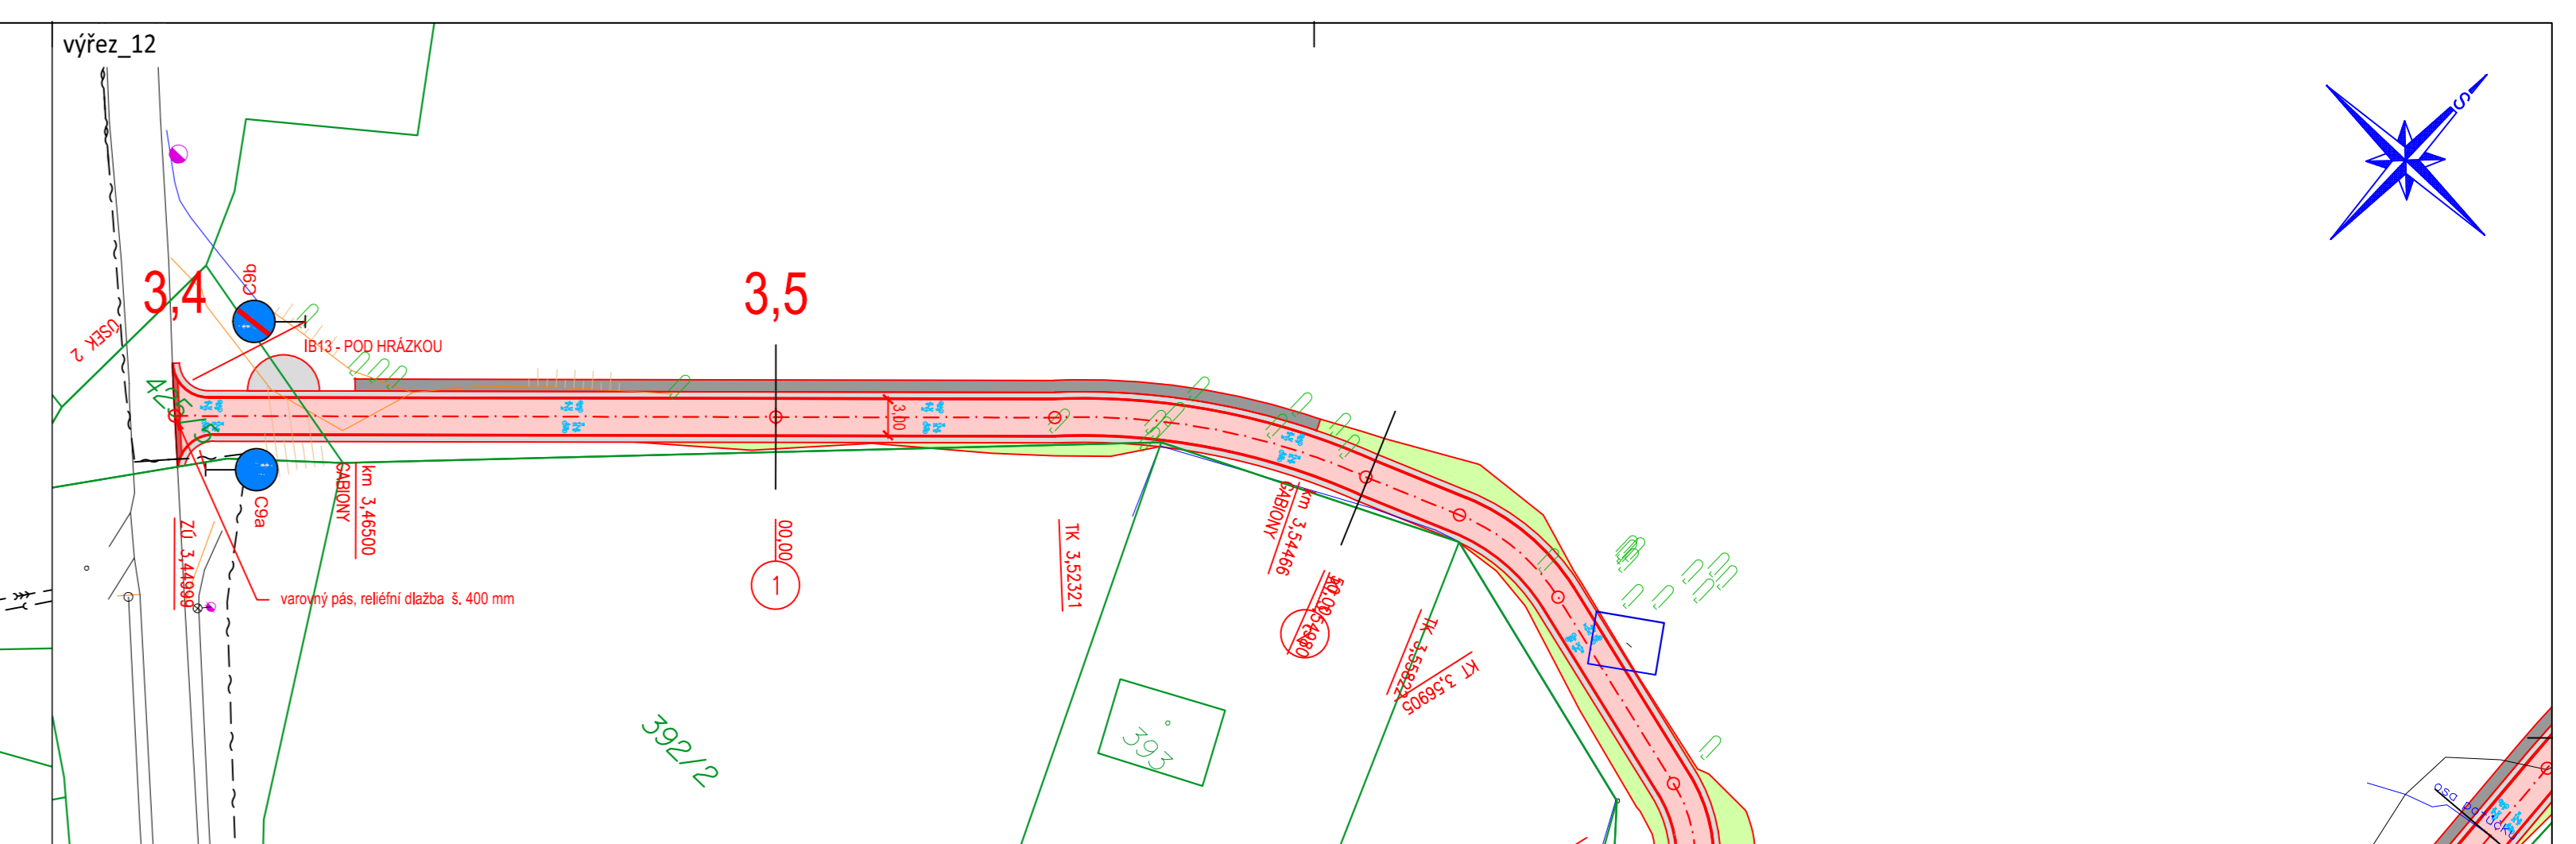 výřez_12
S
3,4
3,5
C9b
ÚSEK 2
IB13 - POD HRÁZKOU
3,00
C9a
GABIONY
km 3,46500
ZÚ 3,44999
00,00
1
TK 3,52321
GABIONY
km 3,54466
TK 3,55822
KT 3,56905
varovný pás, reliéfní dlažba š. 400 mm
392/2
393
osa potůčku